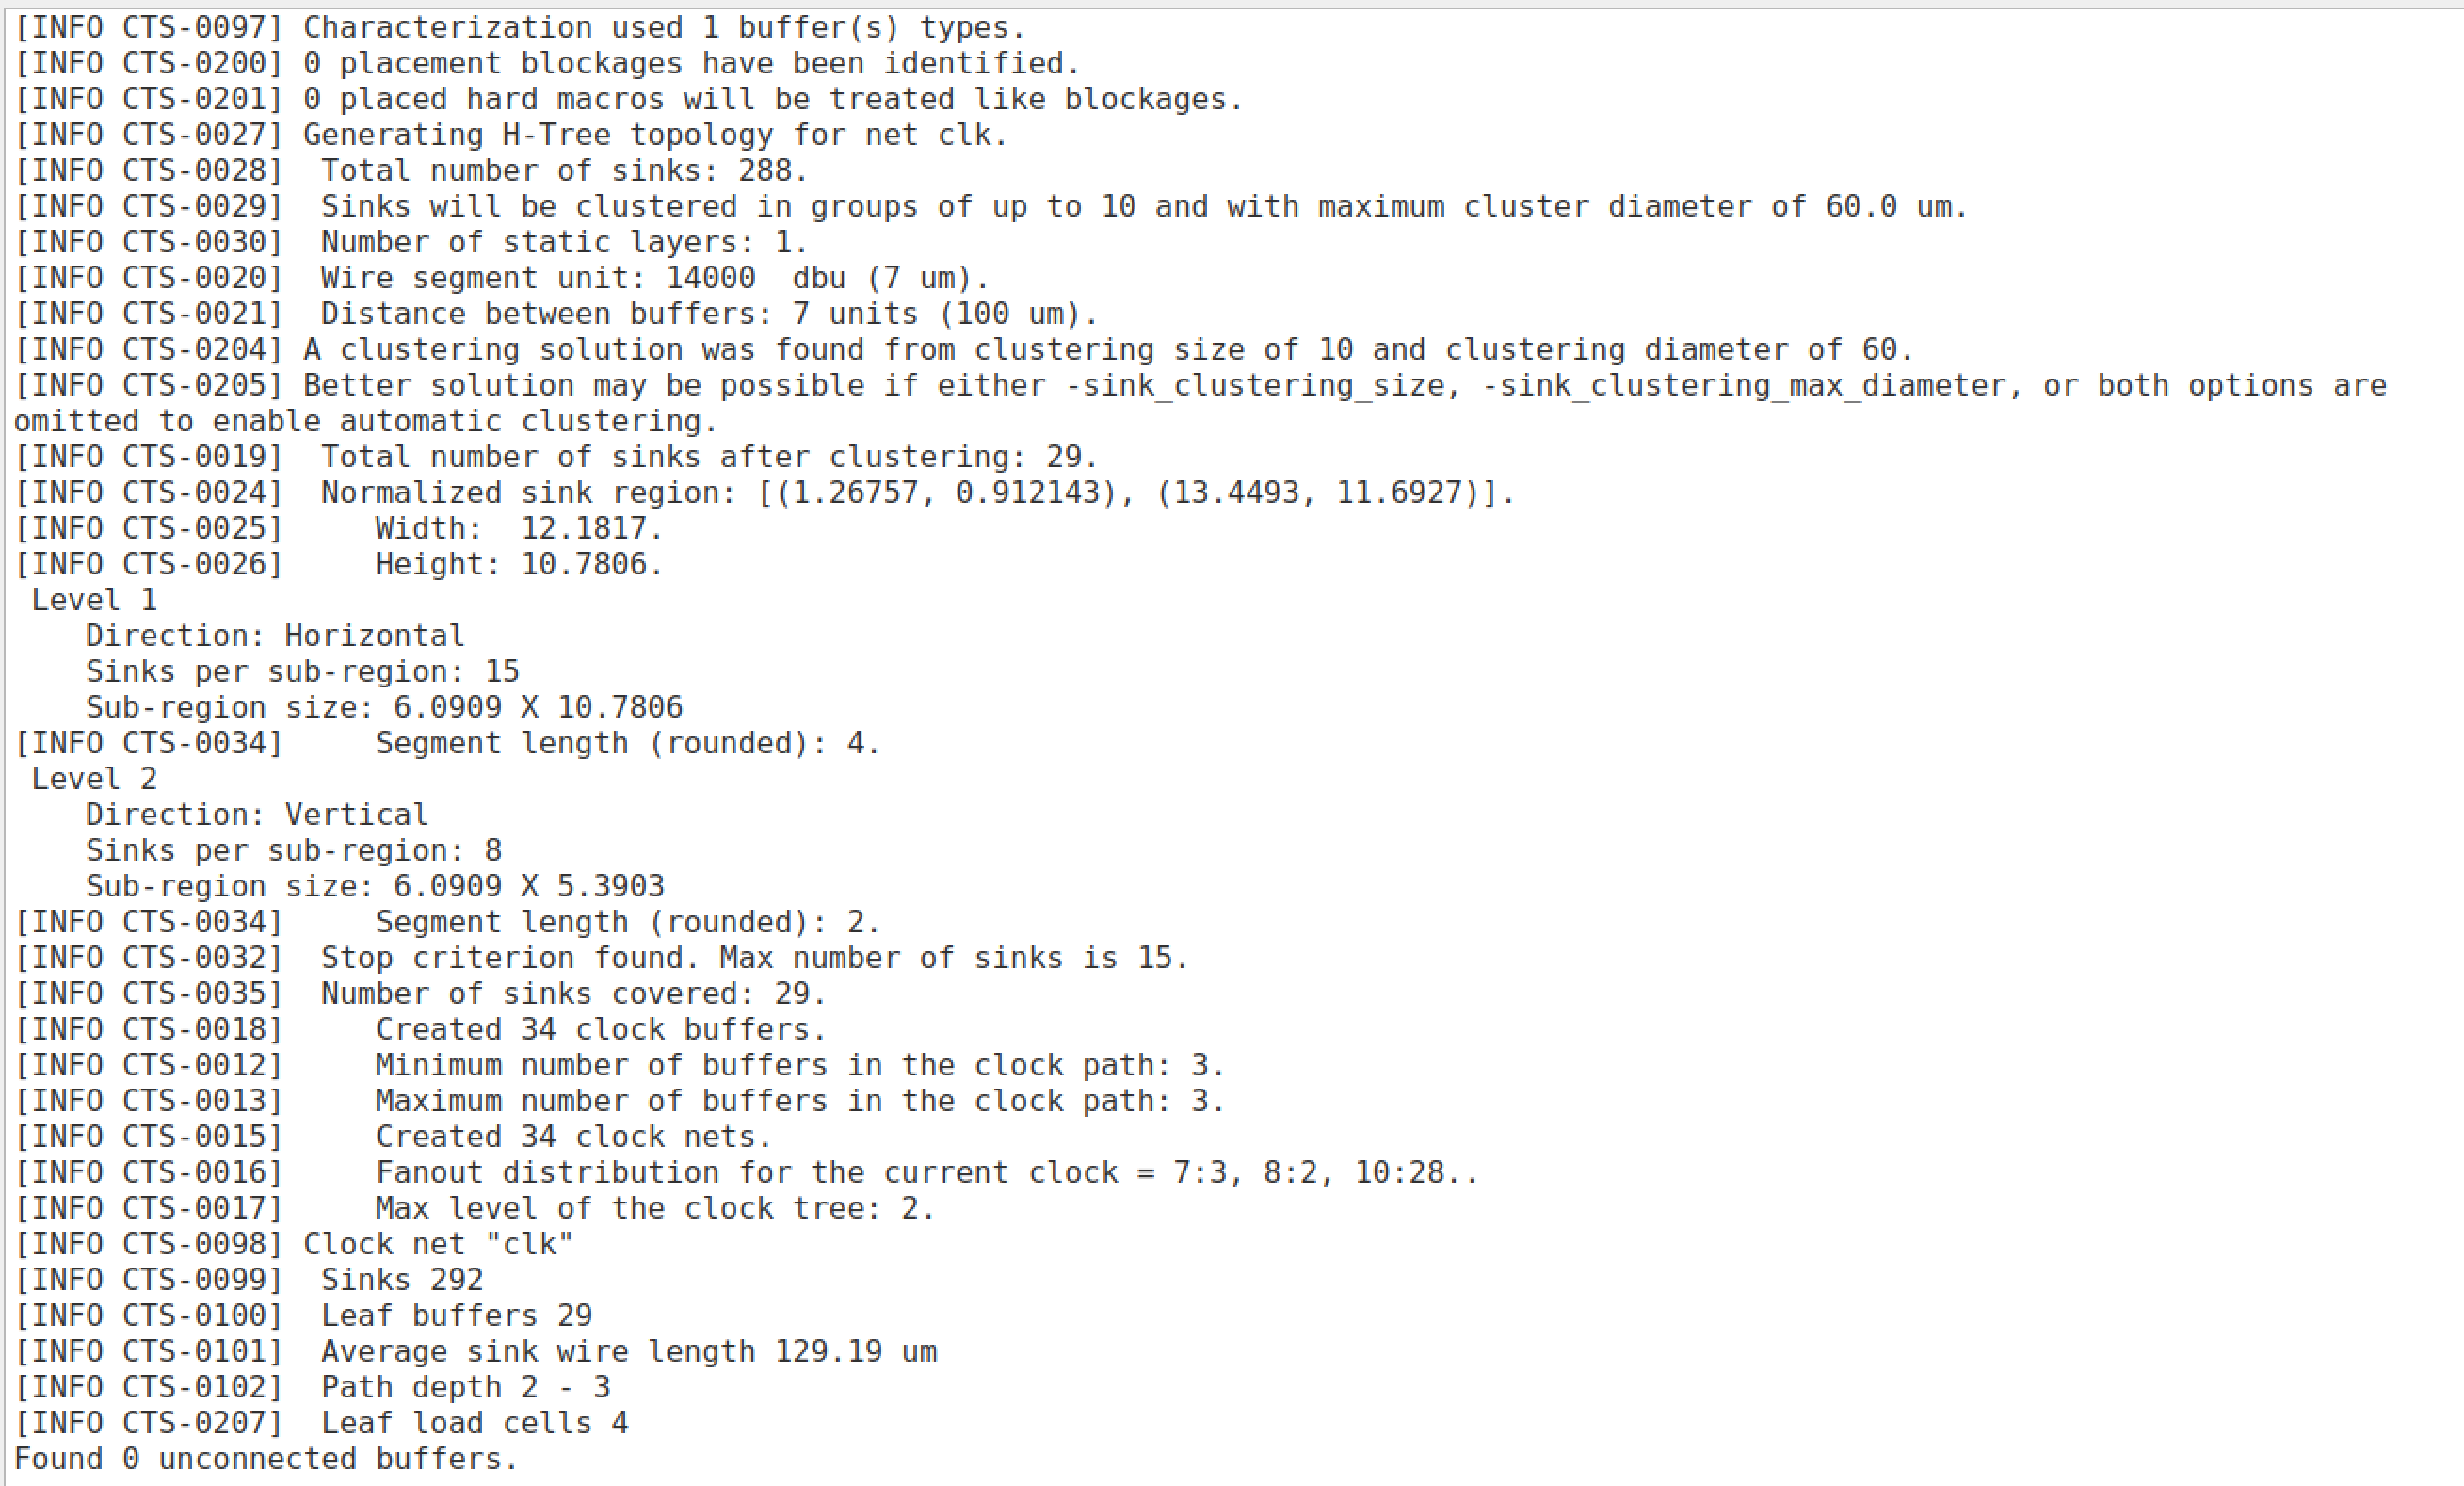 [INFO CTS-0097] Characterization used 1 buffer(s) types.
[INFO CTS-0200] 0 placement blockages have been identified.
[INFO CTS-0201] 0 placed hard macros will be treated like blockages.
[INFO CTS-0027] Generating H-Tree topology for net clk.
[INFO CTS-0028]  Total number of sinks: 288.
[INFO CTS-0029]  Sinks will be clustered in groups of up to 10 and with maximum cluster diameter of 60.0 um.
[INFO CTS-0030]  Number of static layers: 1.
[INFO CTS-0020]  Wire segment unit: 14000  dbu (7 um).
[INFO CTS-0021]  Distance between buffers: 7 units (100 um).
[INFO CTS-0204] A clustering solution was found from clustering size of 10 and clustering diameter of 60.
[INFO CTS-0205] Better solution may be possible if either -sink_clustering_size, -sink_clustering_max_diameter, or both options are
omitted to enable automatic clustering.
[INFO CTS-0019]  Total number of sinks after clustering: 29.
[INFO CTS-0024]  Normalized sink region: [(1.26757, 0.912143), (13.4493, 11.6927)].
[INFO CTS-0025]     Width:  12.1817.
[INFO CTS-0026]     Height: 10.7806.
 Level 1
    Direction: Horizontal
    Sinks per sub-region: 15
    Sub-region size: 6.0909 X 10.7806
[INFO CTS-0034]     Segment length (rounded): 4.
 Level 2
    Direction: Vertical
    Sinks per sub-region: 8
    Sub-region size: 6.0909 X 5.3903
[INFO CTS-0034]     Segment length (rounded): 2.
[INFO CTS-0032]  Stop criterion found. Max number of sinks is 15.
[INFO CTS-0035]  Number of sinks covered: 29.
[INFO CTS-0018]     Created 34 clock buffers.
[INFO CTS-0012]     Minimum number of buffers in the clock path: 3.
[INFO CTS-0013]     Maximum number of buffers in the clock path: 3.
[INFO CTS-0015]     Created 34 clock nets.
[INFO CTS-0016]     Fanout distribution for the current clock = 7:3, 8:2, 10:28..
[INFO CTS-0017]     Max level of the clock tree: 2.
[INFO CTS-0098] Clock net "clk"
[INFO CTS-0099]  Sinks 292
[INFO CTS-0100]  Leaf buffers 29
[INFO CTS-0101]  Average sink wire length 129.19 um
[INFO CTS-0102]  Path depth 2 - 3
[INFO CTS-0207]  Leaf load cells 4
Found 0 unconnected buffers.